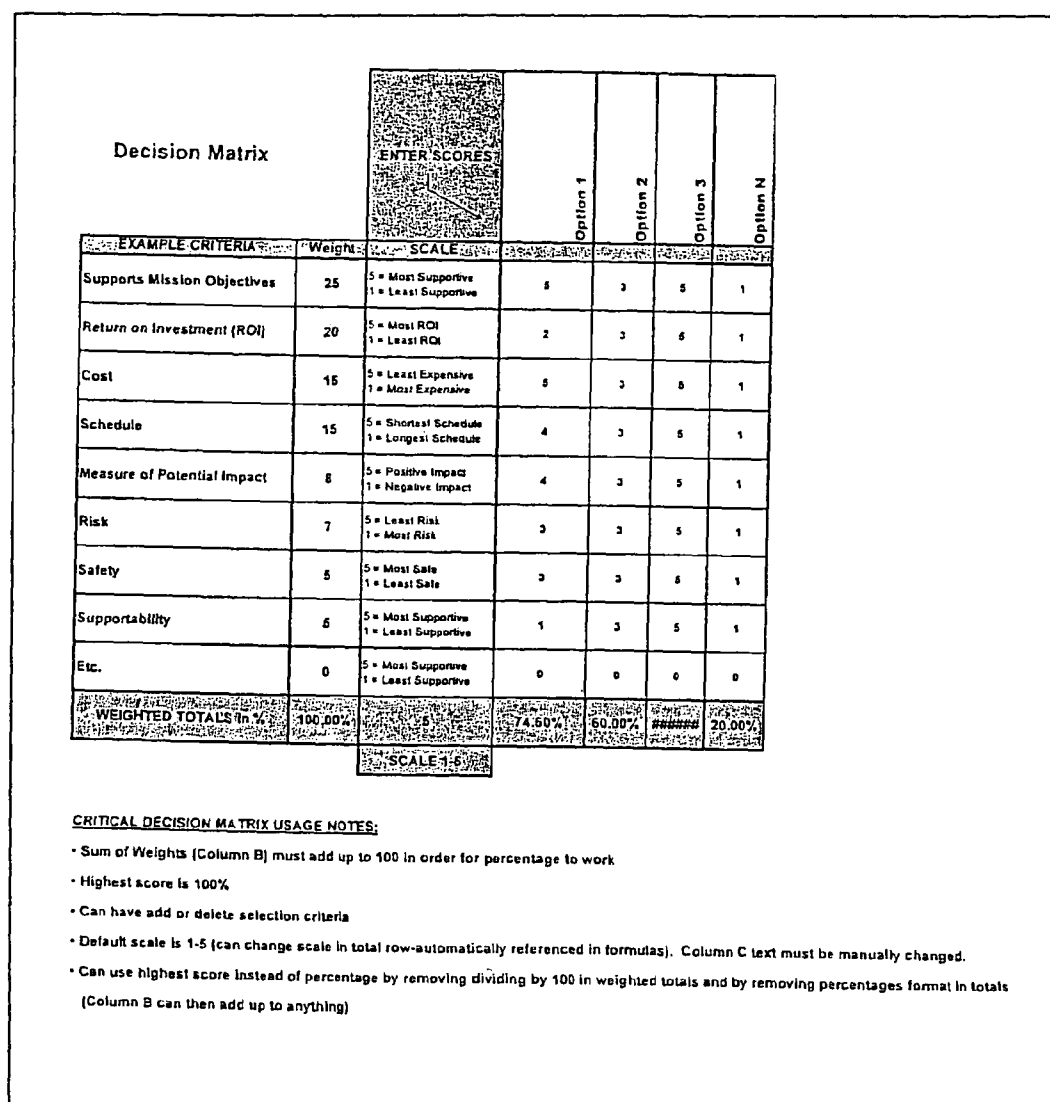 Decision Matrix
ENTER SCORES
Option 1
Option 2
Option 3
Option N
EXAMPLE CRITERIA Weight SCALE
Supports Mission Objectives 25 5 = Most Supportive 5 3 5 1
1 = Least Supportive
Return on Investment (ROI) 20 5 = Most ROI 2 3 5 1
1 = Least ROI
Cost 15 5 = Least Expensive 5 3 5 1
1 = Most Expensive
Schedule 15 5 = Shortest Schedule 4 3 5 1
1 = Longest Schedule
Measure of Potential Impact 8 5 = Positive Impact 4 3 5 1
1 = Negative Impact
Risk 7 5 = Least Risk 3 3 5 1
1 = Most Risk
Safety 5 5 = Most Safe 3 3 5 1
1 = Least Safe
Supportability 5 5 = Most Supportive 1 3 5 1
1 = Least Supportive
Etc. 0 5 = Most Supportive 0 0 0 0
1 = Least Supportive
WEIGHTED TOTALS in % 100.00% 5 74.60% 60.00% ###### 20.00%
SCALE 1-5
CRITICAL DECISION MATRIX USAGE NOTES:
• Sum of Weights (Column B) must add up to 100 in order for percentage to work
• Highest score is 100%
• Can have add or delete selection criteria
• Default scale is 1-5 (can change scale in total row-automatically referenced in formulas). Column C text must be manually changed.
• Can use highest score instead of percentage by removing dividing by 100 in weighted totals and by removing percentages format in totals
(Column B can then add up to anything)